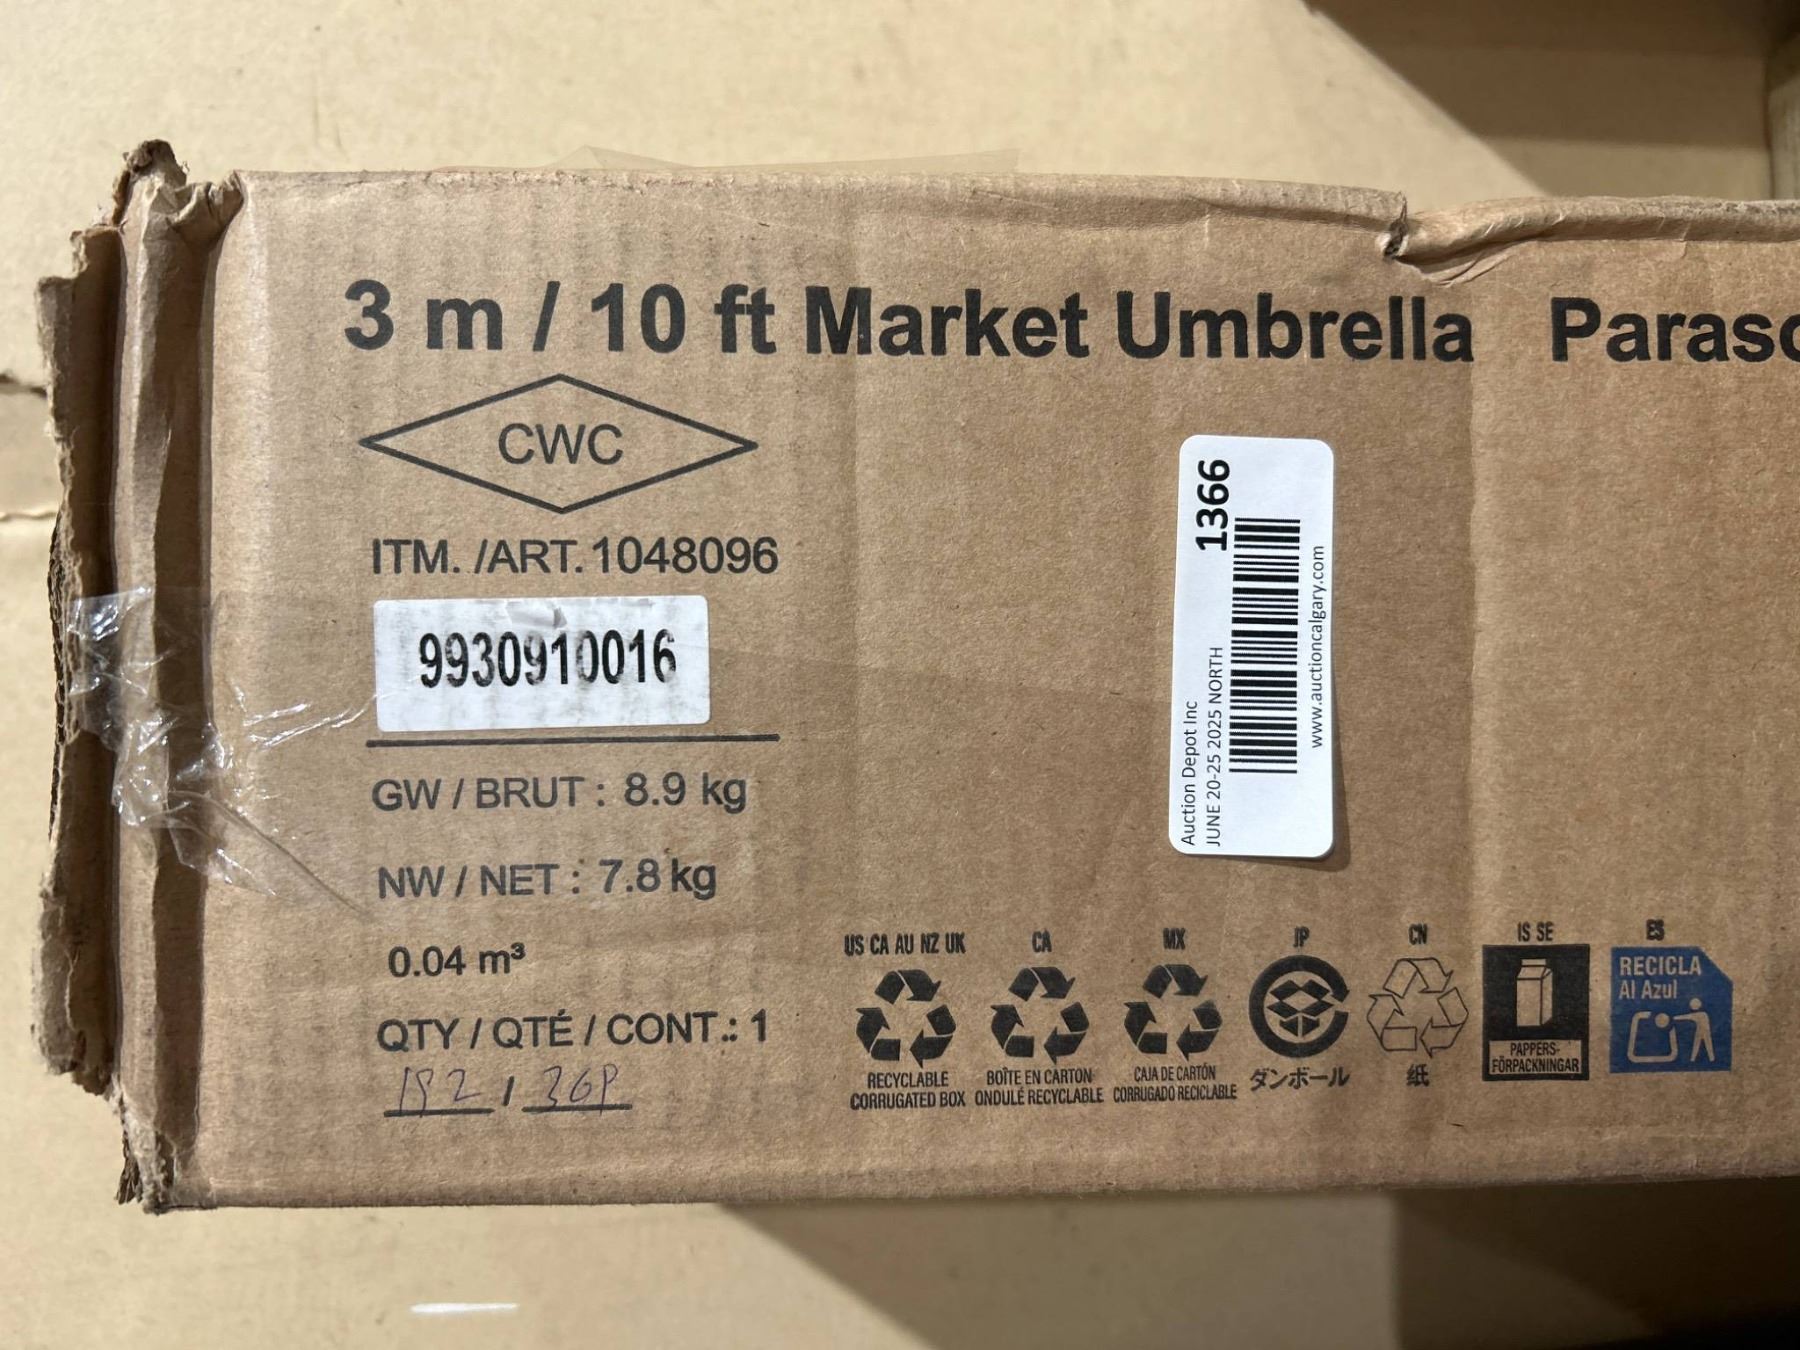 3 m / 10 ft Market Umbrella
CWC
ITM. /ART. 1048096
9930910016
GW / BRUT : 8.9 kg
NW / NET : 7.8 kg
0.04 m³
QTY / QTÉ / CONT.: 1
1366
Auction Depot Inc
JUNE 20-25 2025 NORTH
www.auctioncalgary.com
US CA AU NZ UK
RECYCLABLE
CORRUGATED BOX
CA
BOÎTE EN CARTON
ONDULÉ RECYCLABLE
MX
CAJA DE CARTÓN
CORRUGADO RECICLABLE
JP
ダンボール
CN
纸
IS SE
PAPPERS-
FÖRPACKNINGAR
ES
RECICLA
Al Azul